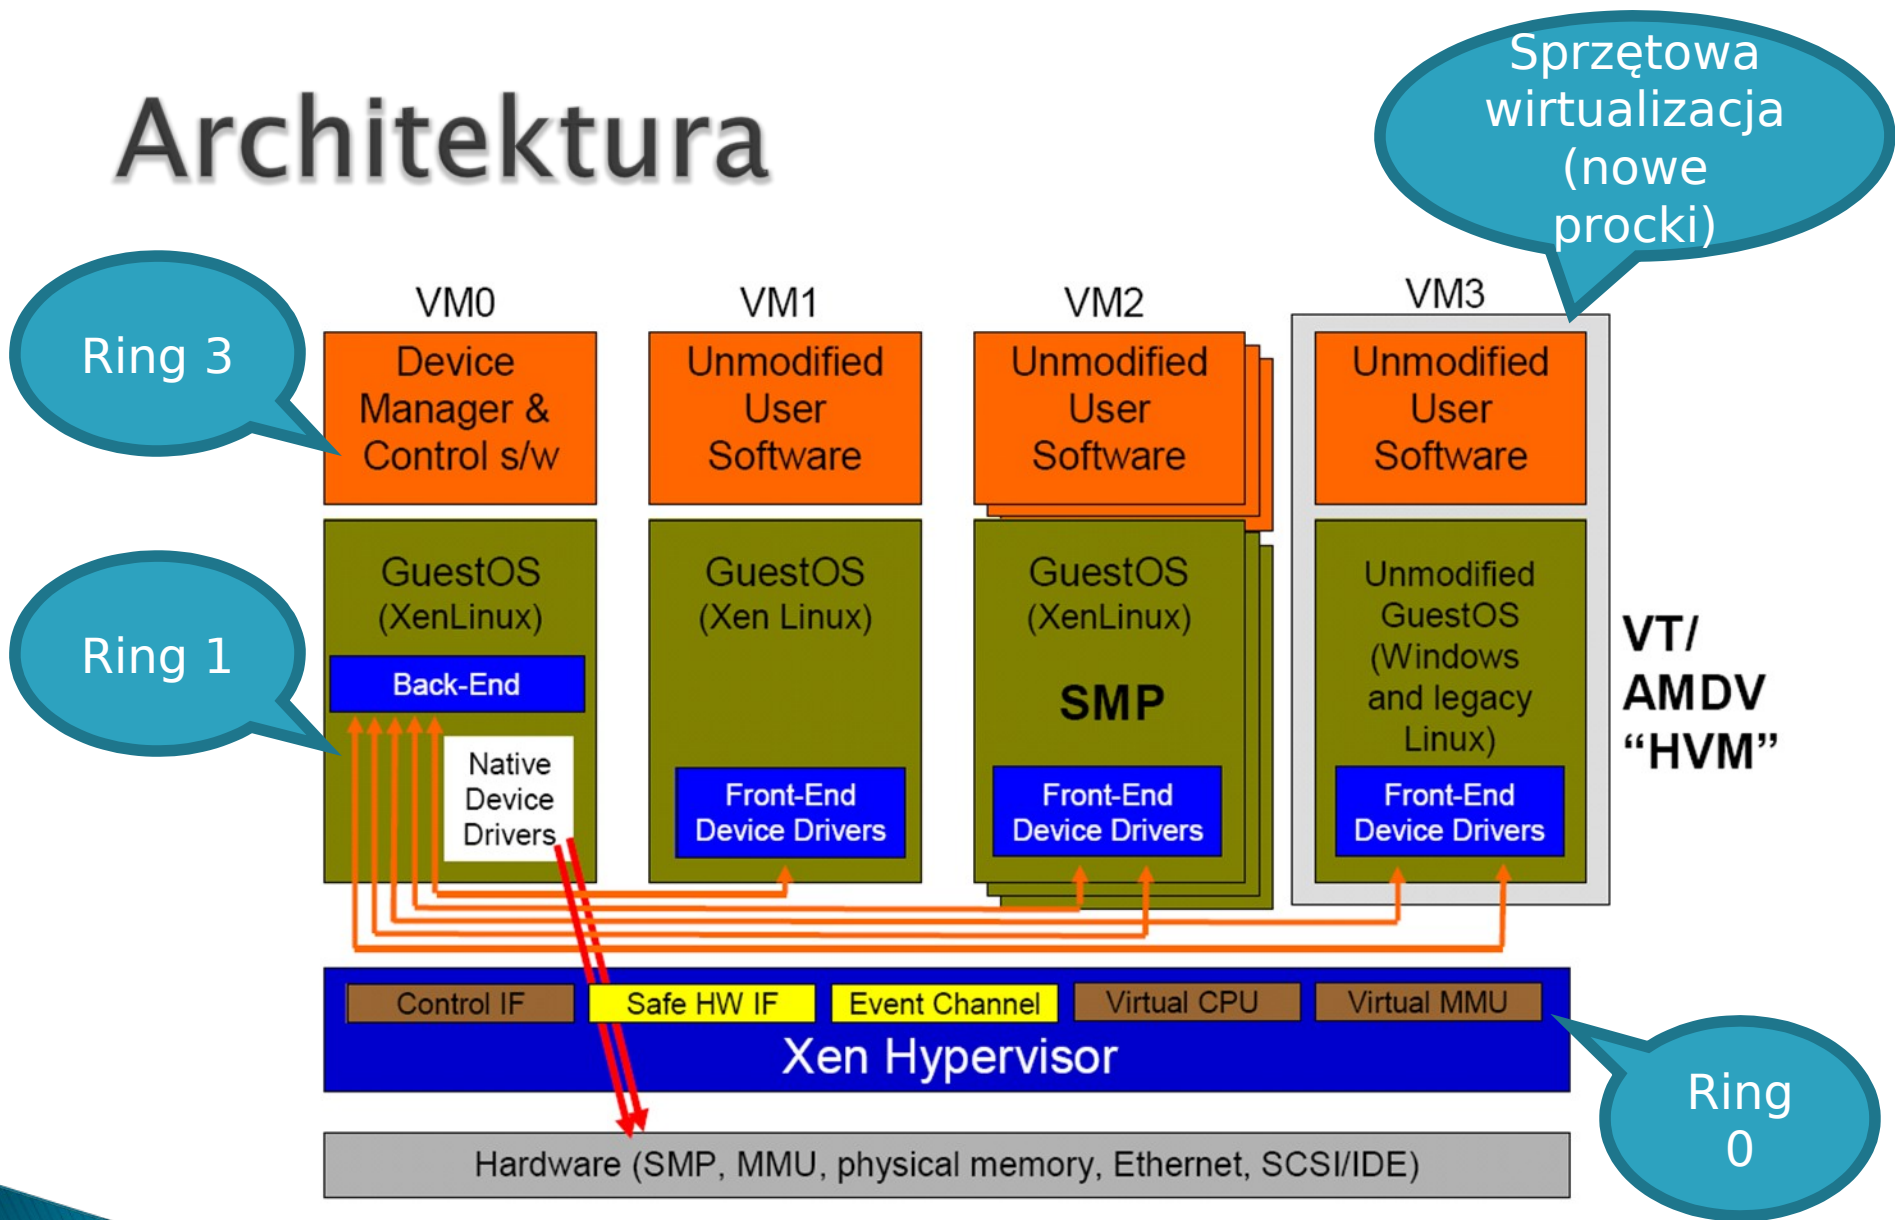 Architektura
Sprzętowa
wirtualizacja
(nowe
procki)
Ring 3
Ring 1
VM0
Device
Manager &
Control s/w
GuestOS
(XenLinux)
Back-End
Native
Device
Drivers
VM1
Unmodified
User
Software
GuestOS
(Xen Linux)
Front-End
Device Drivers
VM2
Unmodified
User
Software
GuestOS
(XenLinux)
SMP
Front-End
Device Drivers
VM3
Unmodified
User
Software
Unmodified
GuestOS
(Windows
and legacy
Linux)
Front-End
Device Drivers
VT/
AMDV
“HVM”
Control IF
Safe HW IF
Event Channel
Virtual CPU
Virtual MMU
Xen Hypervisor
Ring
0
Hardware (SMP, MMU, physical memory, Ethernet, SCSI/IDE)